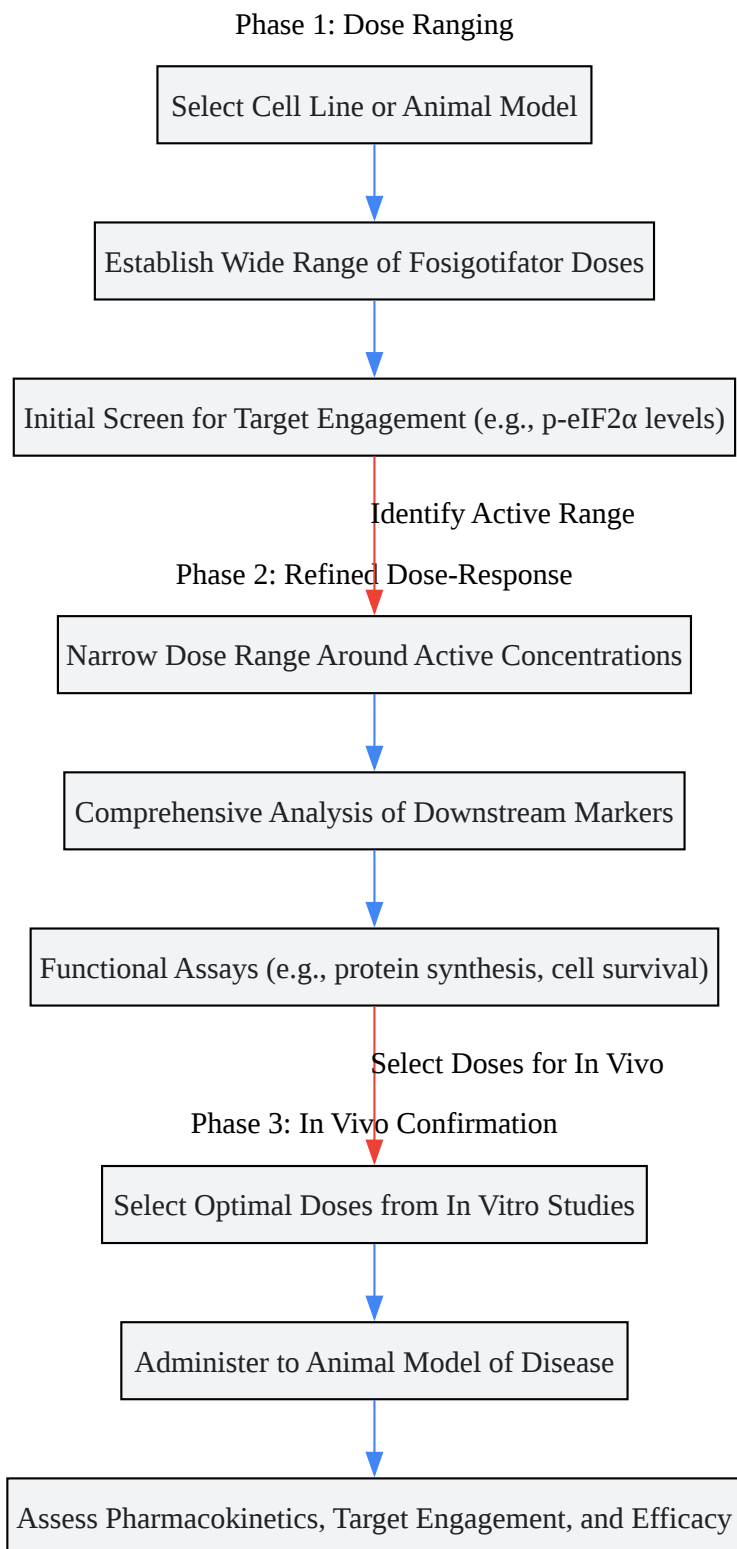 Phase 1: Dose Ranging
Select Cell Line or Animal Model
Establish Wide Range of Fosigotifator Doses
Initial Screen for Target Engagement (e.g., p-eIF2α levels)
Identify Active Range
Phase 2: Refined Dose-Response
Narrow Dose Range Around Active Concentrations
Comprehensive Analysis of Downstream Markers
Functional Assays (e.g., protein synthesis, cell survival)
Select Doses for In Vivo
Phase 3: In Vivo Confirmation
Select Optimal Doses from In Vitro Studies
Administer to Animal Model of Disease
Assess Pharmacokinetics, Target Engagement, and Efficacy